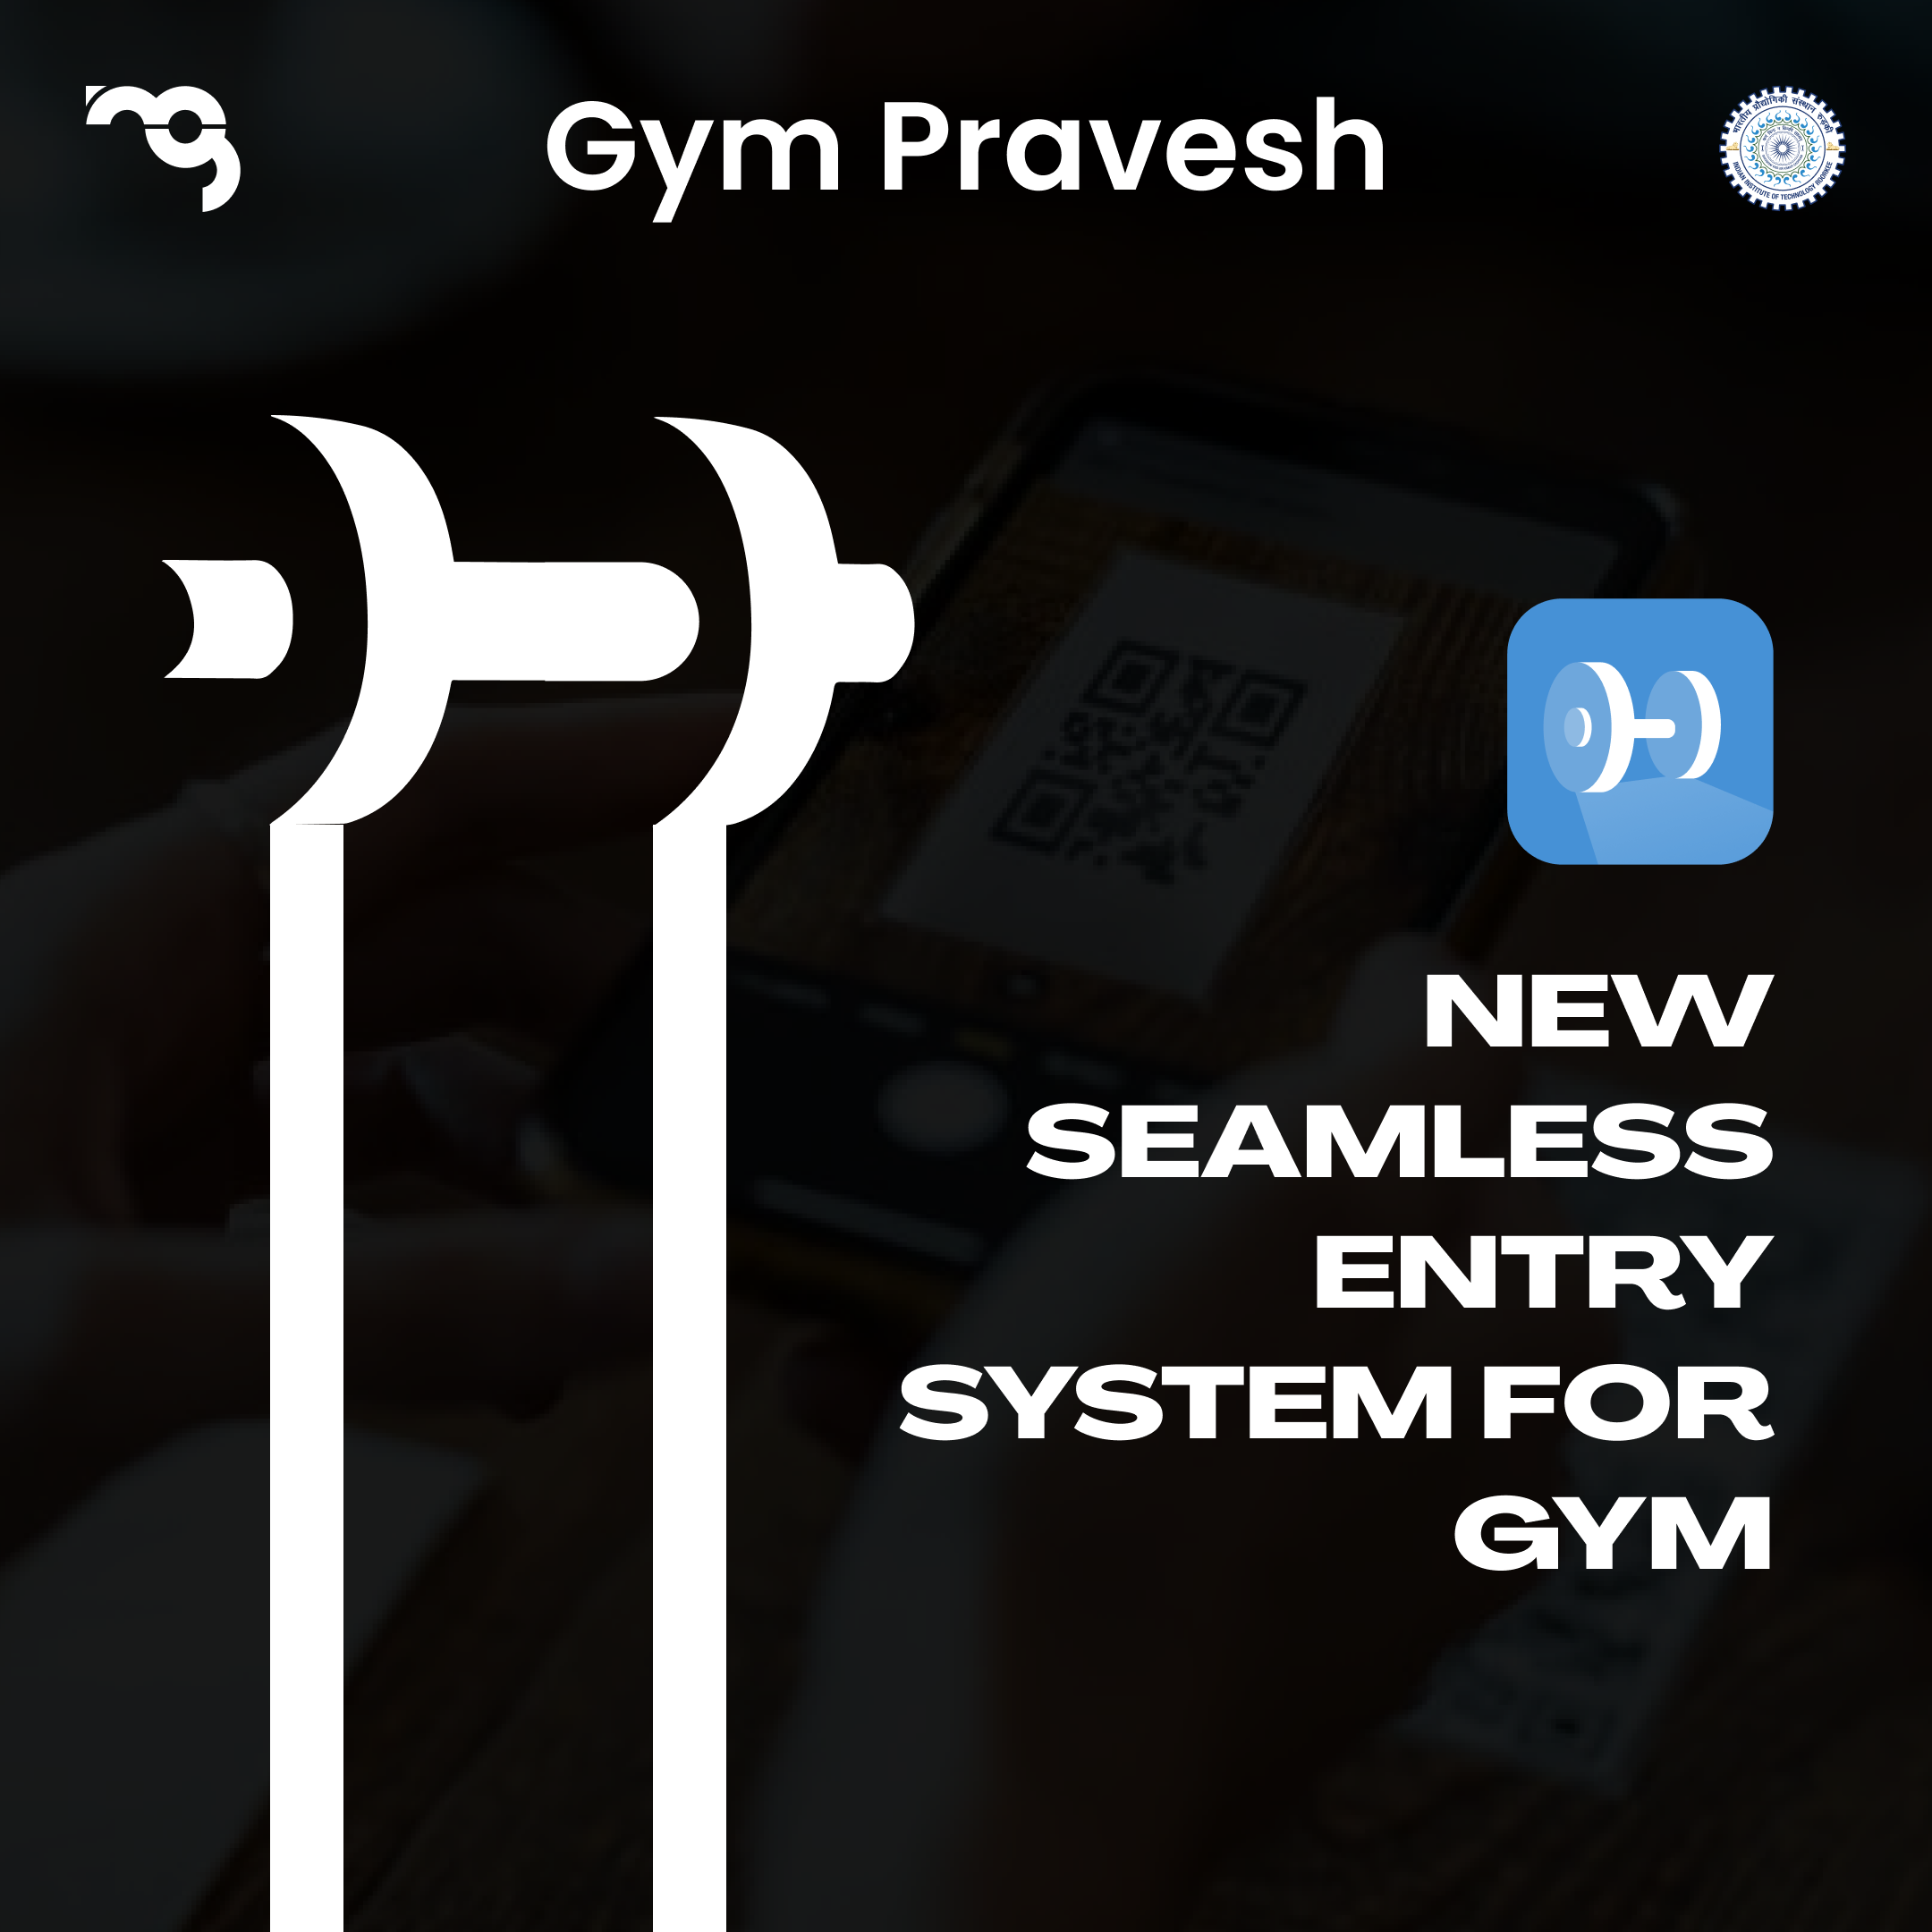 Gym Pravesh
भारतीय प्रौद्योगिकी संस्थान रुड़की
INDIAN INSTITUTE OF TECHNOLOGY ROORKEE
NEW
SEAMLESS
ENTRY
SYSTEM FOR
GYM